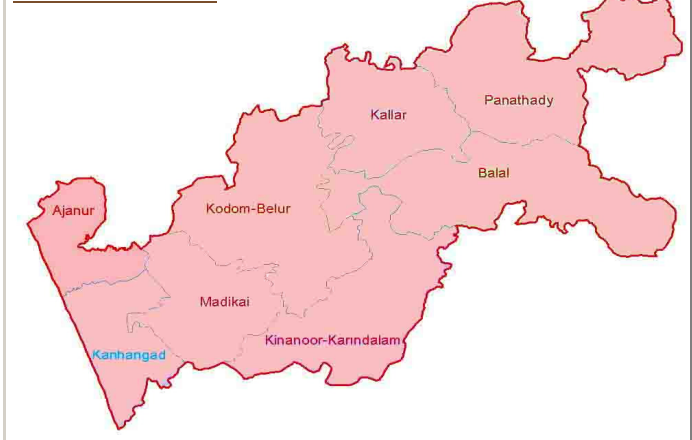 Panathady
Kallar
Balal
Ajanur
Kodom-Belur
Madikai
Kinanoor-Karindalam
Kanhangad